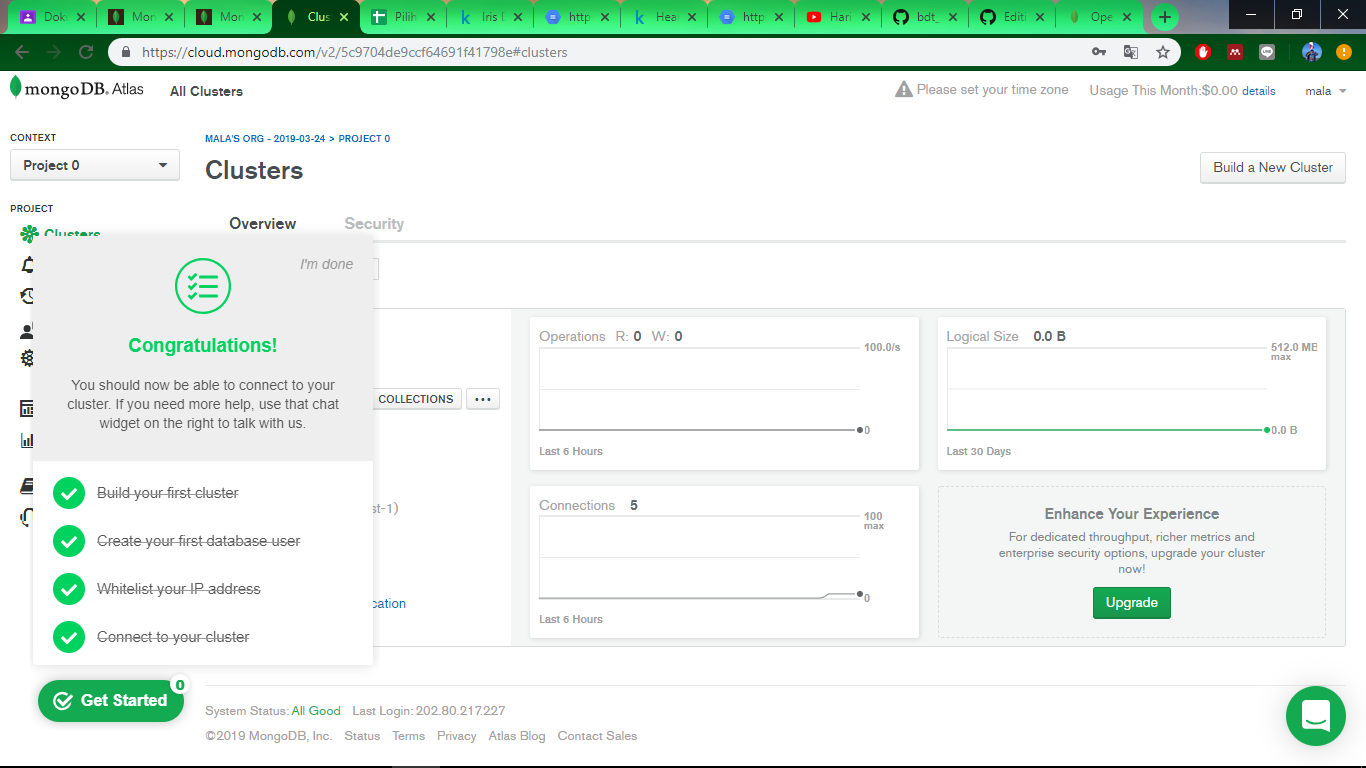 Dok
Mon
Mon
Clus
Pilih
Iris D
http
Hea
http
Hari
bdt_
Editi
Ope
https://cloud.mongodb.com/v2/5c9704de9ccf64691f41798e#clusters
mongoDB. Atlas
All Clusters
Please set your time zone
Usage This Month:$0.00 details
mala
CONTEXT
Project 0
MALA'S ORG - 2019-03-24 > PROJECT 0
Clusters
Build a New Cluster
PROJECT
Clusters
Overview
Security
I'm done
Congratulations!
You should now be able to connect to your
cluster. If you need more help, use that chat
widget on the right to talk with us.
Build your first cluster
Create your first database user
Whitelist your IP address
Connect to your cluster
Get Started
0
COLLECTIONS
...
st-1)
cation
Operations R: 0 W: 0
100.0/s
0
Last 6 Hours
Logical Size 0.0 B
512.0 MB
max
0.0 B
Last 30 Days
Connections 5
100
max
0
Last 6 Hours
Enhance Your Experience
For dedicated throughput, richer metrics and
enterprise security options, upgrade your cluster
now!
Upgrade
System Status: All Good Last Login: 202.80.217.227
©2019 MongoDB, Inc. Status Terms Privacy Atlas Blog Contact Sales